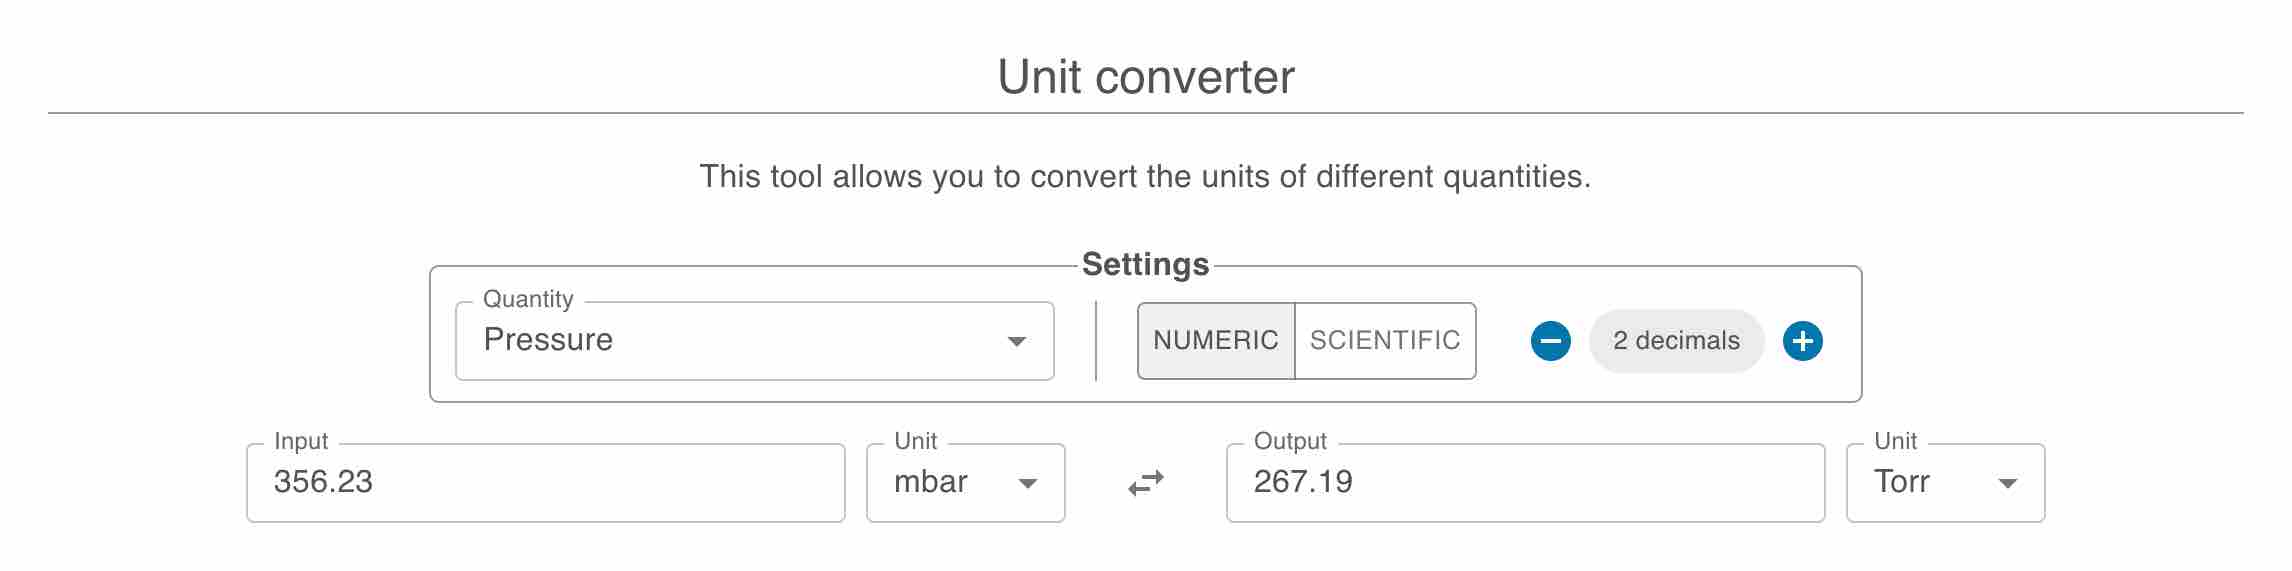 Unit converter
This tool allows you to convert the units of different quantities.
Settings
Quantity
Pressure
NUMERIC SCIENTIFIC 2 decimals
Input Unit Output Unit
356.23 mbar 267.19 Torr